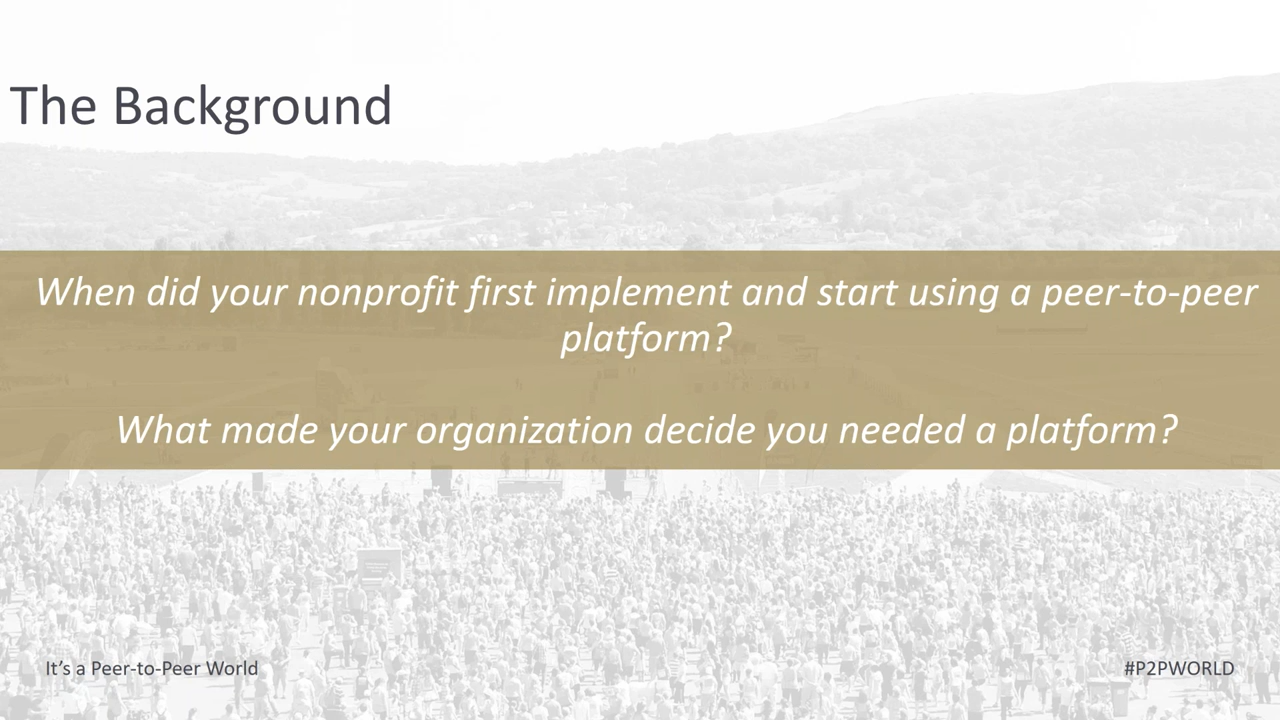 The Background
When did your nonprofit first implement and start using a peer-to-peer
platform?
What made your organization decide you needed a platform?
It’s a Peer-to-Peer World
#P2PWORLD